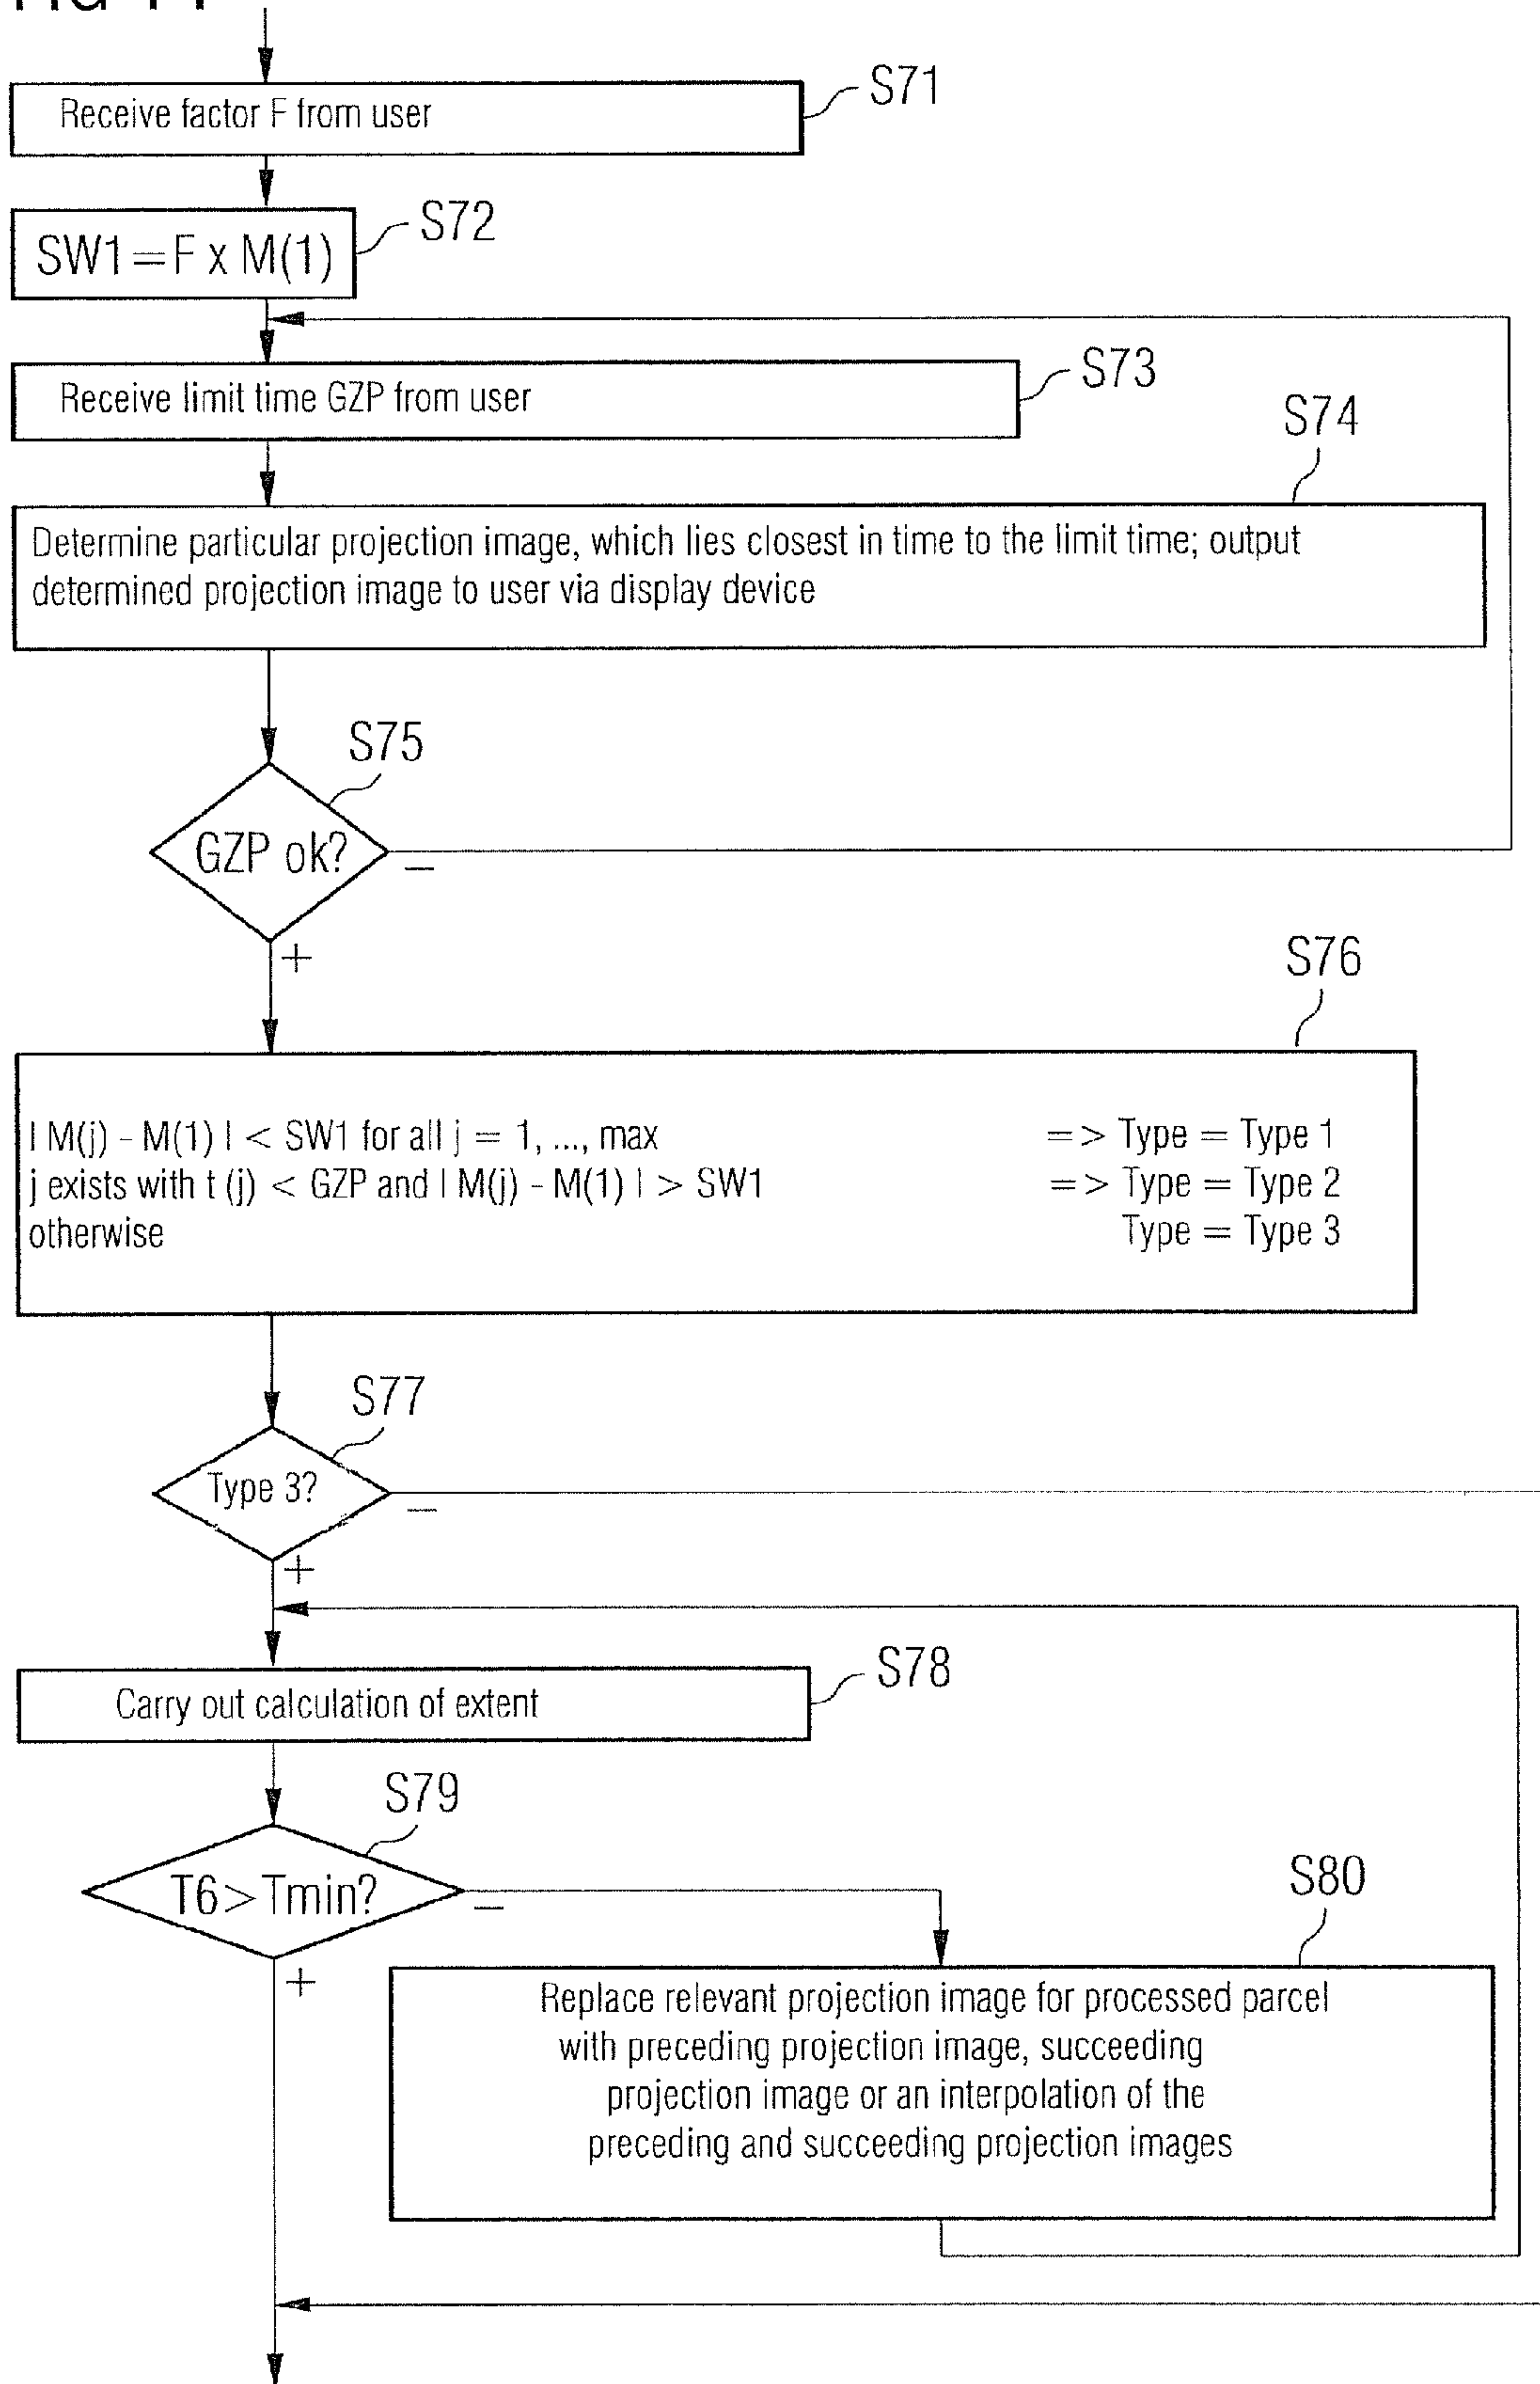 S71
Receive factor F from user
S72
SW1=F x M(1)
S73
Receive limit time GZP from user
S74
Determine particular projection image, which lies closest in time to the limit time; output
determined projection image to user via display device
S75
GZP ok?
–
+
S76
| M(j) - M(1) | < SW1 for all j = 1, ..., max => Type = Type 1
j exists with t (j) < GZP and | M(j) - M(1) | > SW1 => Type = Type 2
otherwise Type = Type 3
S77
Type 3?
–
+
S78
Carry out calculation of extent
S79
T6>Tmin?
–
+
S80
Replace relevant projection image for processed parcel
with preceding projection image, succeeding
projection image or an interpolation of the
preceding and succeeding projection images